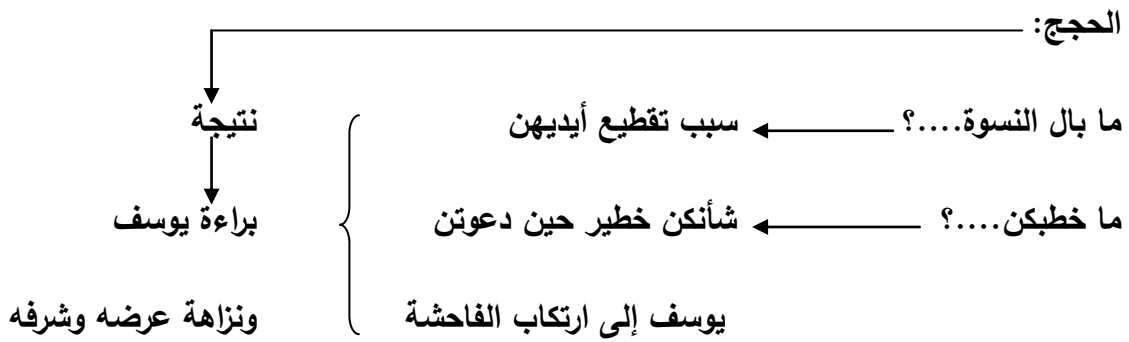 الحجج:
ما بال النسوة....؟ سبب تقطيع أيديهن نتيجة
ما خطبكن....؟ شأنكن خطير حين دعوتن براءة يوسف
يوسف إلى ارتكاب الفاحشة ونزاهة عرضه وشرفه